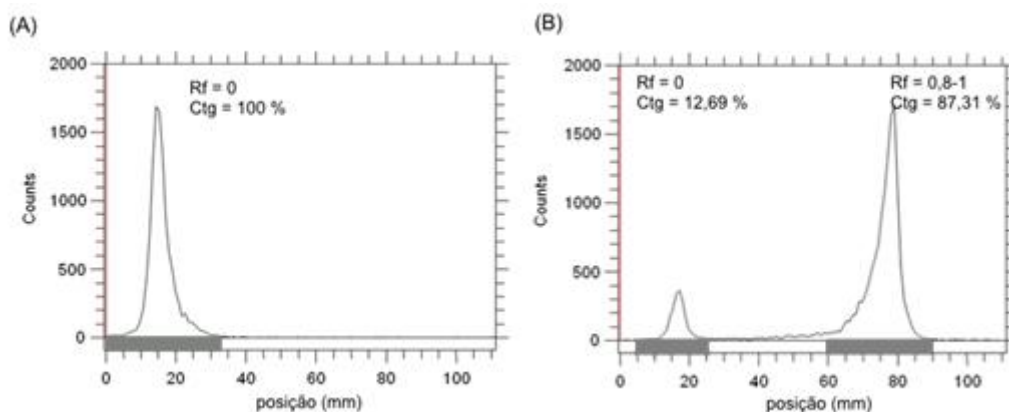 (A)
2000
1500
1000
500
0
Counts
Rf = 0
Ctg = 100 %
0 20 40 60 80 100
posição (mm)
(B)
2000
1500
1000
500
0
Counts
Rf = 0
Ctg = 12,69 %
Rf = 0,8-1
Ctg = 87,31 %
0 20 40 60 80 100
posição (mm)